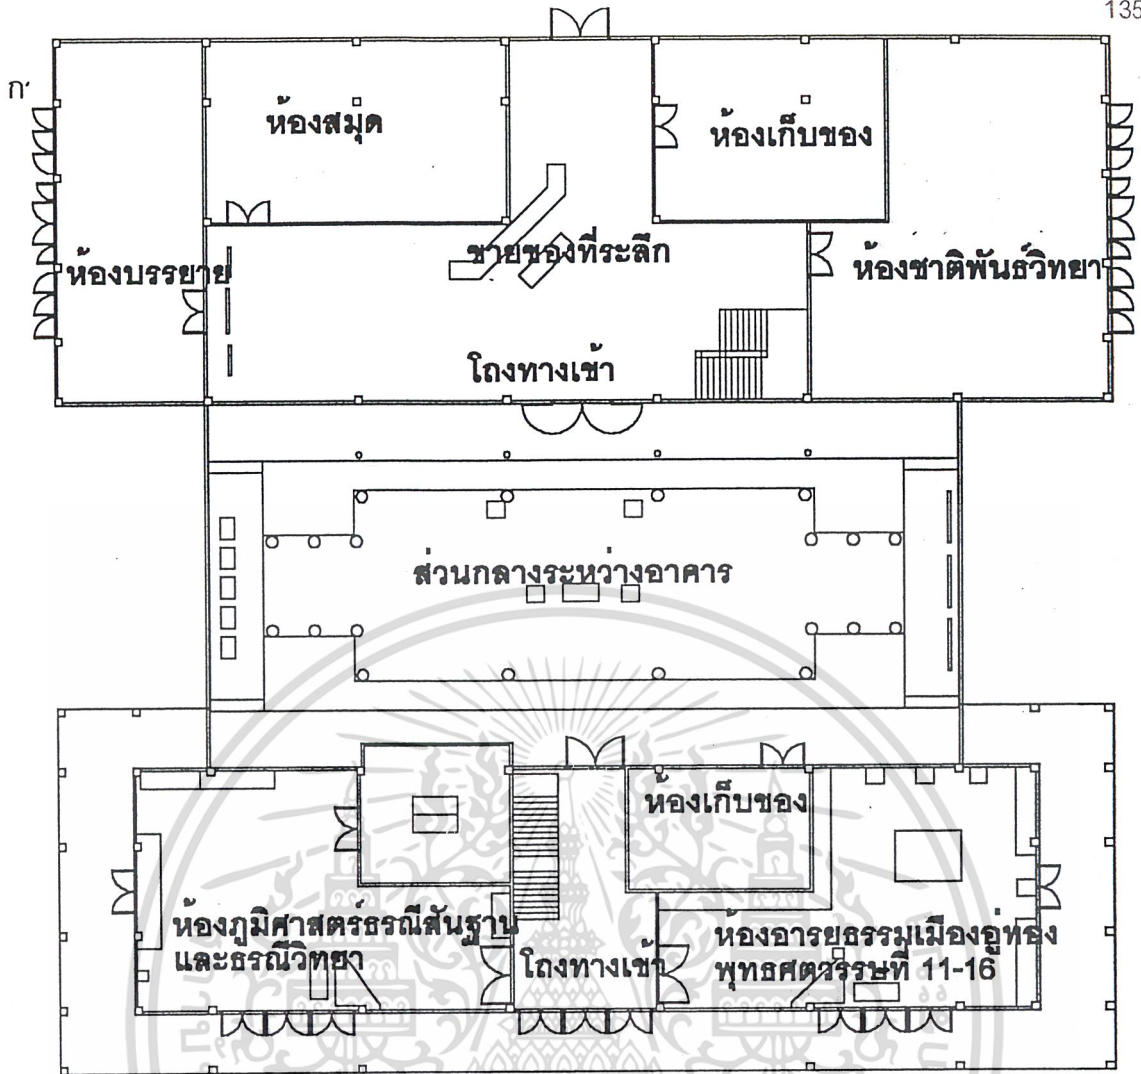 135
ก'
ห้องสมุด
ห้องเก็บของ
ขายของที่ระลึก
ห้องบรรยาย
ห้องชาติพันธ์วิทยา
โถงทางเข้า
ส่วนกลางระหว่างอาคาร
ห้องเก็บของ
ห้องภูมิศาสตร์ธรณีสันฐาน
และธรณีวิทยา
โถงทางเข้า
ห้องอารยธรรมเมืองอู่ทอง
พุทธศตวรรษที่ 11-16